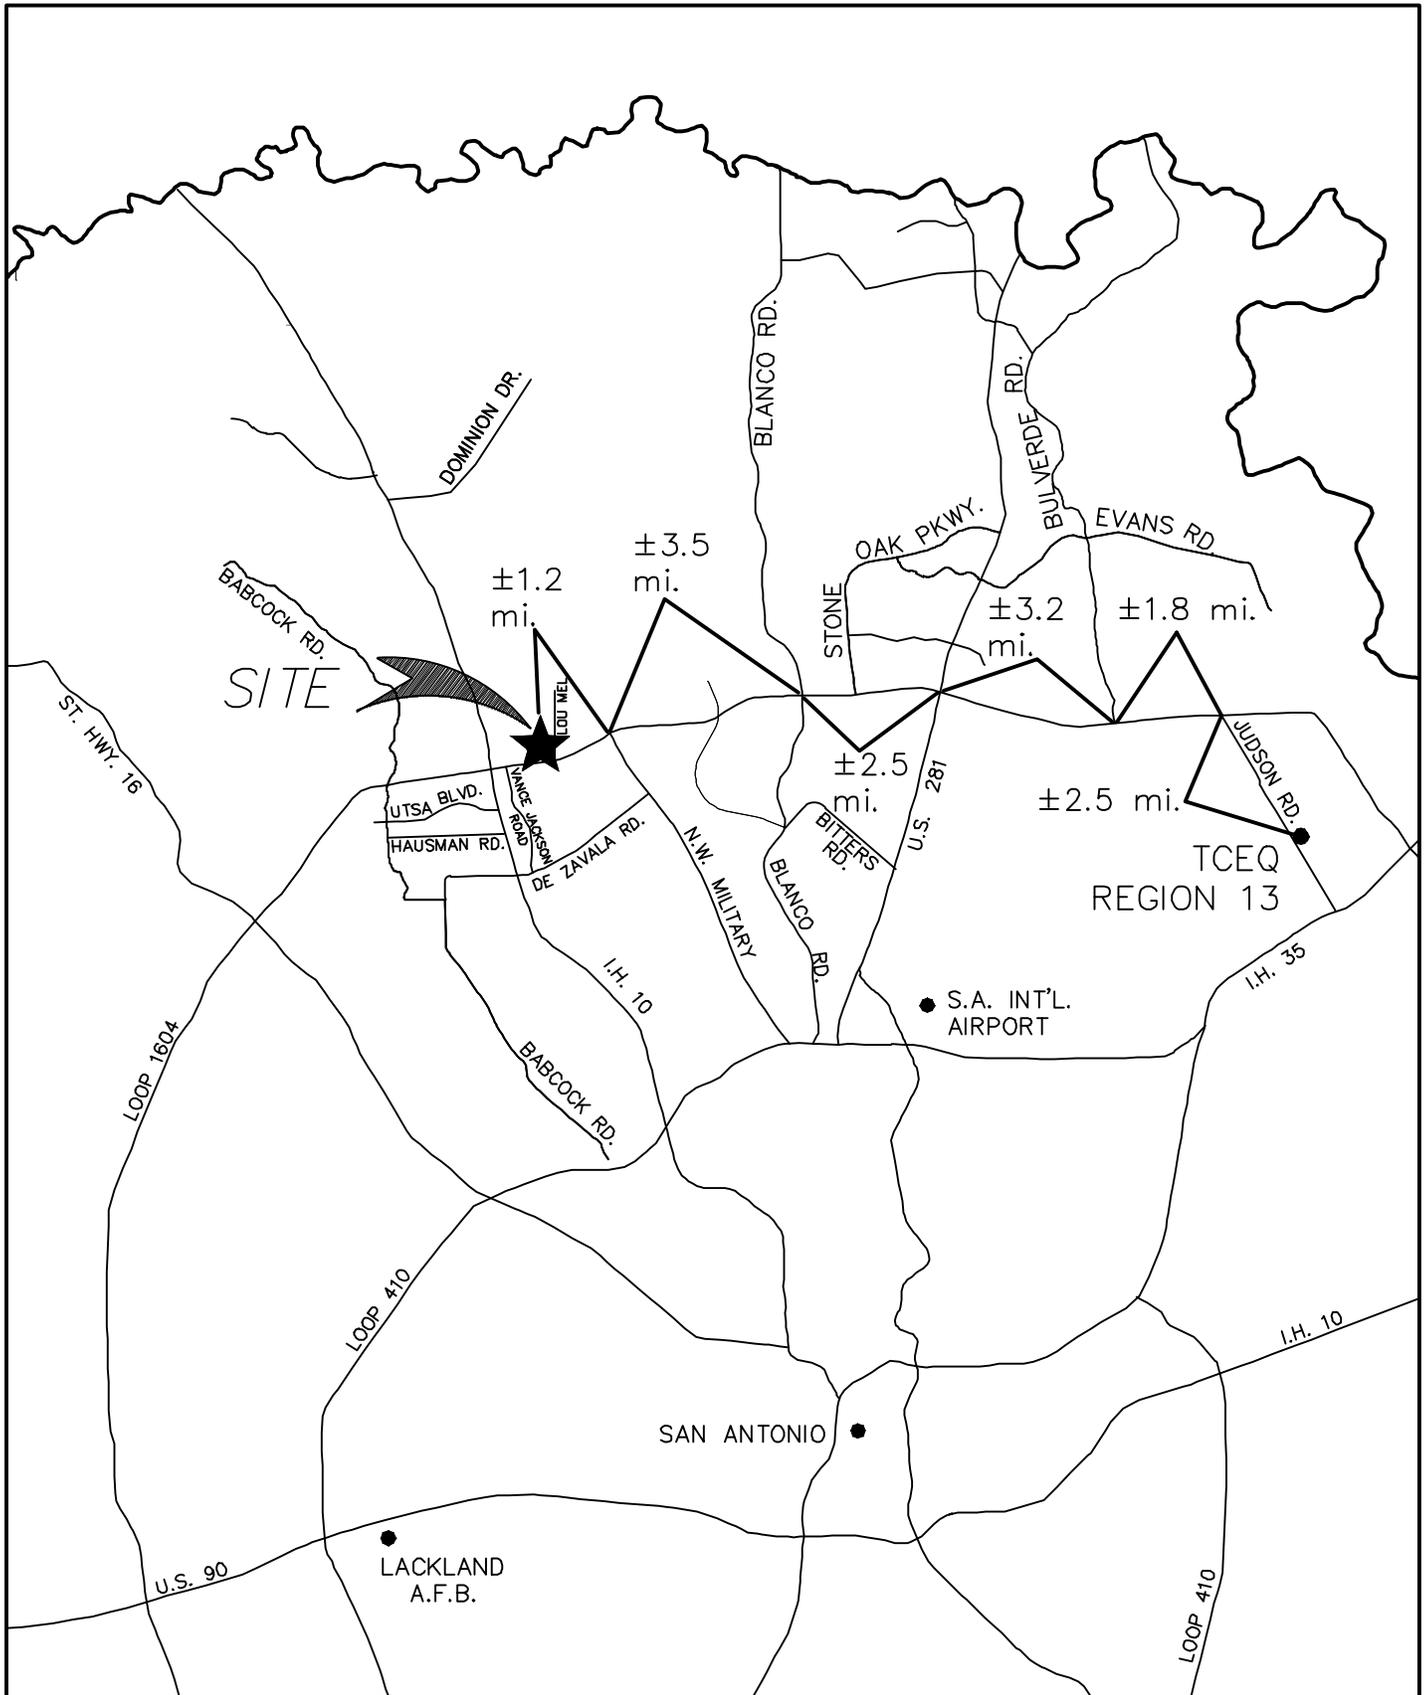 BLANCO RD.
DOMINION DR.
BULVERDE RD.
OAK PKWY.
EVANS RD.
STONE
±3.5
mi.
±1.2
mi.
BABCOCK RD.
±3.2
mi.
±1.8 mi.
SITE
LOU MEL
ST. HWY. 16
JUDSON RD.
±2.5
mi.
U.S. 281
±2.5 mi.
UTSA BLVD.
VANCE JACKSON
ROAD
HAUSMAN RD.
DE ZAVALA RD.
N.W. MILITARY
BITTERS
RD.
BLANCO RD.
TCEQ
REGION 13
I.H. 35
I.H. 10
S.A. INT'L.
AIRPORT
LOOP 1604
BABCOCK RD.
LOOP 410
I.H. 10
SAN ANTONIO
LACKLAND
A.F.B.
U.S. 90
LOOP 410